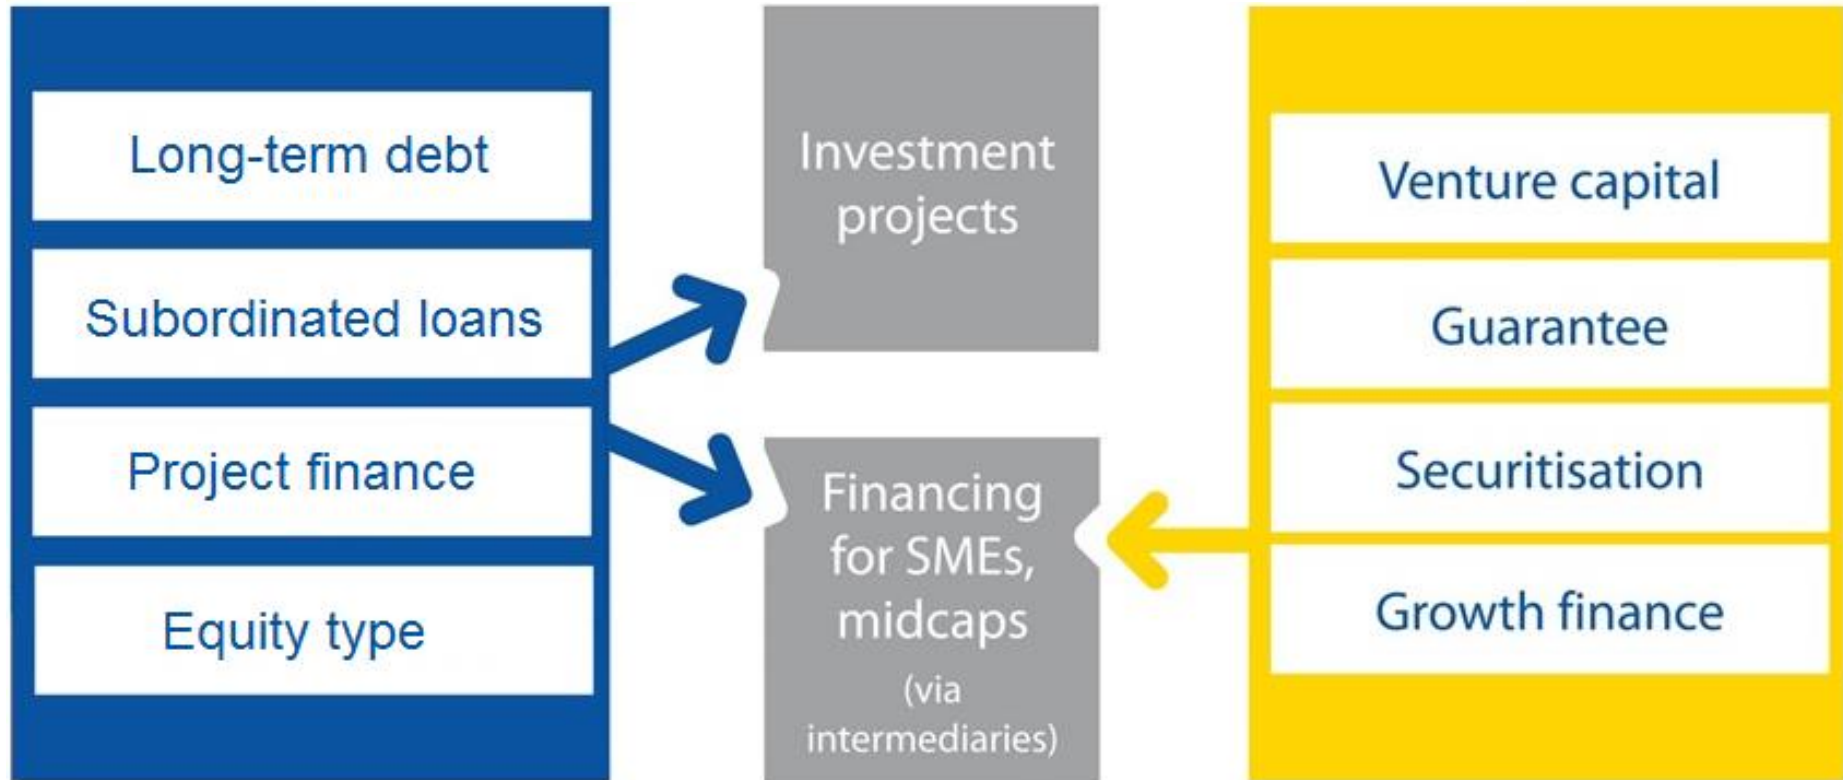 Long-term debt
Subordinated loans
Project finance
Equity type
Investment
projects
Financing
for SMEs,
midcaps
(via
intermediaries)
Venture capital
Guarantee
Securitisation
Growth finance